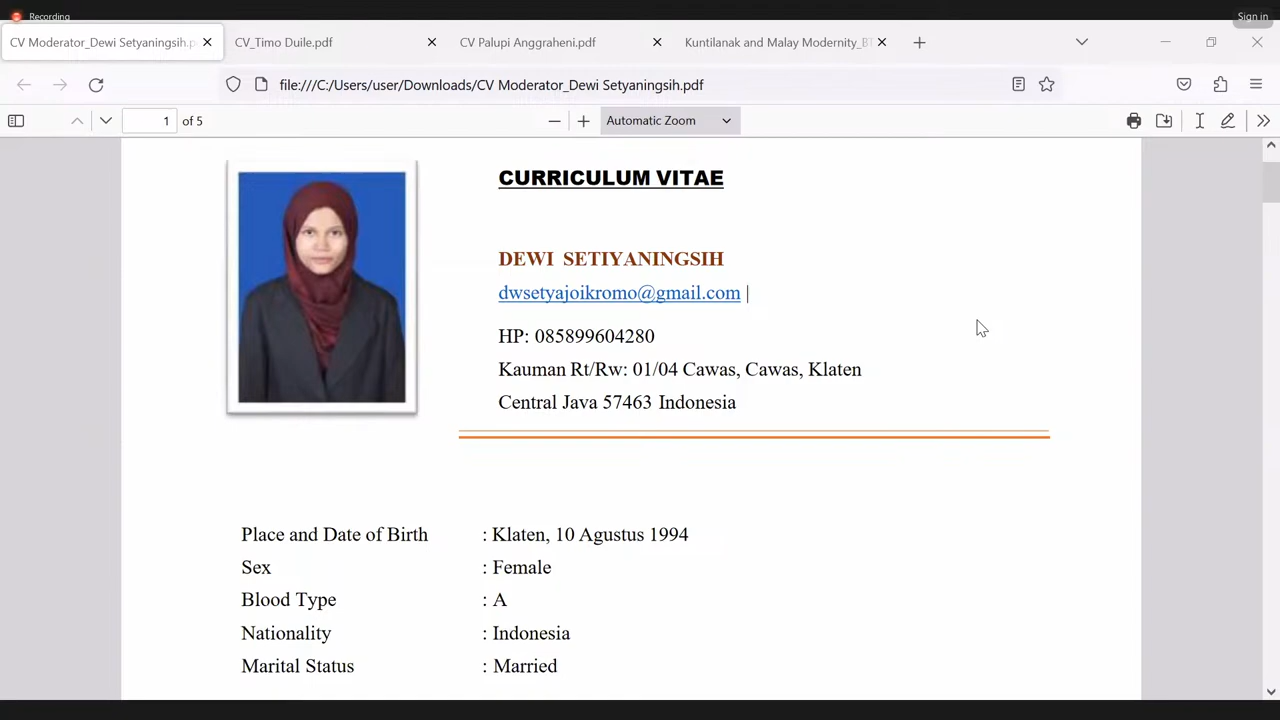 Recording
Sign in
CV Moderator_Dewi Setyaningsih.p
CV_Timo Duile.pdf
CV Palupi Anggraheni.pdf
Kuntilanak and Malay Modernity_BT
file:///C:/Users/user/Downloads/CV Moderator_Dewi Setyaningsih.pdf
1 of 5
Automatic Zoom
CURRICULUM VITAE
DEWI SETIYANINGSIH
dwsetyajoikromo@gmail.com |
HP: 085899604280
Kauman Rt/Rw: 01/04 Cawas, Cawas, Klaten
Central Java 57463 Indonesia
Place and Date of Birth : Klaten, 10 Agustus 1994
Sex : Female
Blood Type : A
Nationality : Indonesia
Marital Status : Married